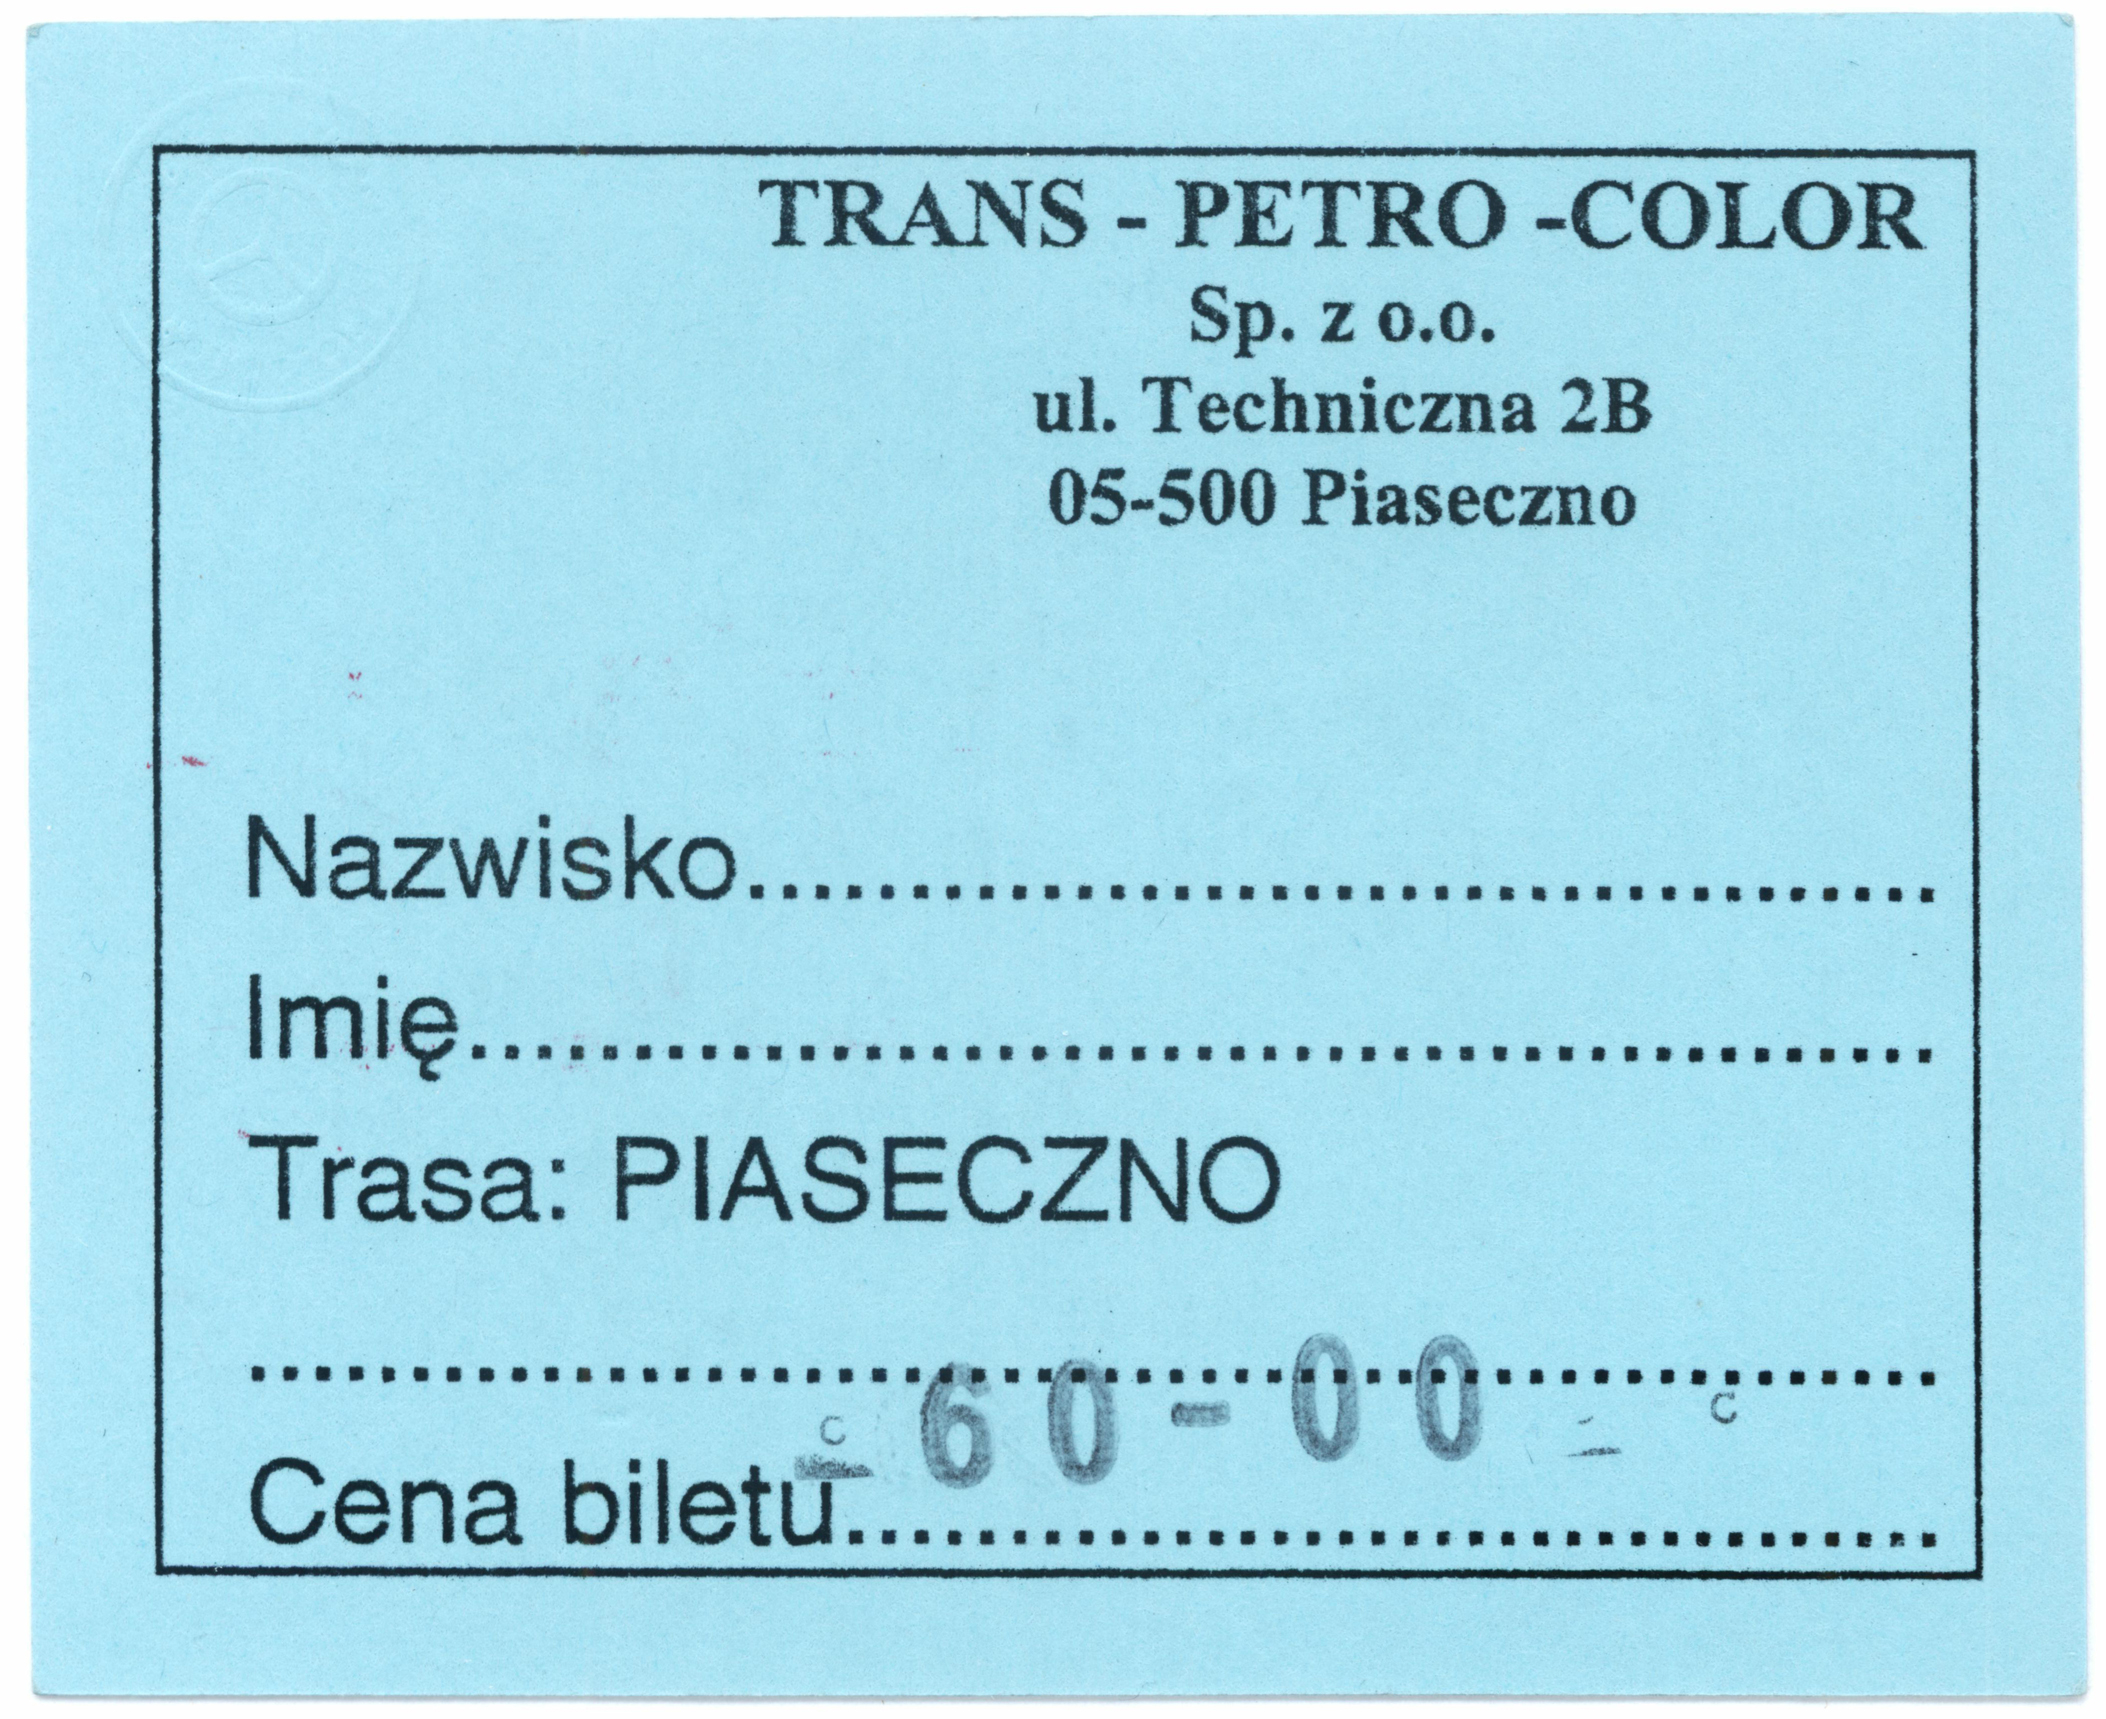 TRANS - PETRO -COLOR
Sp. z o.o.
ul. Techniczna 2B
05-500 Piaseczno
Nazwisko.....................................
Imię.............................................
Trasa: PIASECZNO
....................................................
- 60-00
Cena biletu..................................